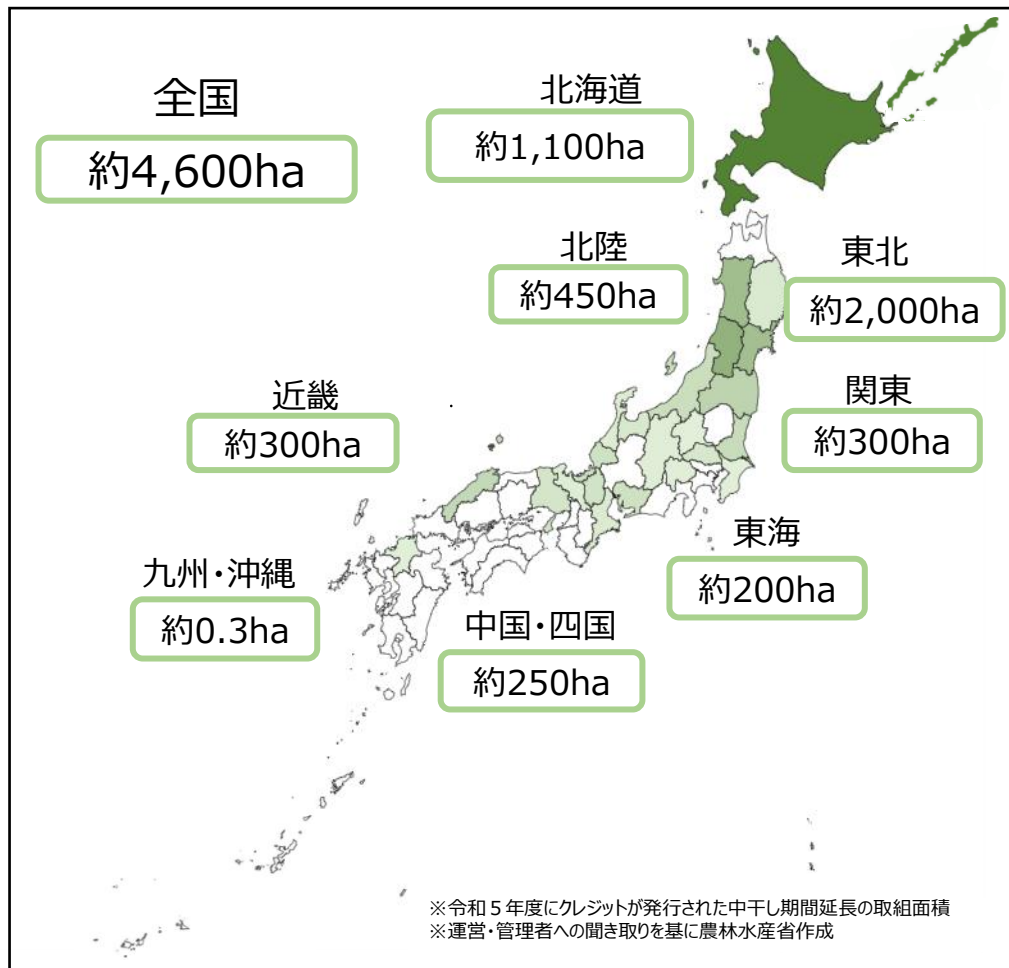 全国
約4,600ha
北海道
約1,100ha
北陸
約450ha
東北
約2,000ha
近畿
約300ha
関東
約300ha
東海
約200ha
九州・沖縄
約0.3ha
中国・四国
約250ha
※令和５年度にクレジットが発行された中干し期間延長の取組面積
※運営・管理者への聞き取りを基に農林水産省作成